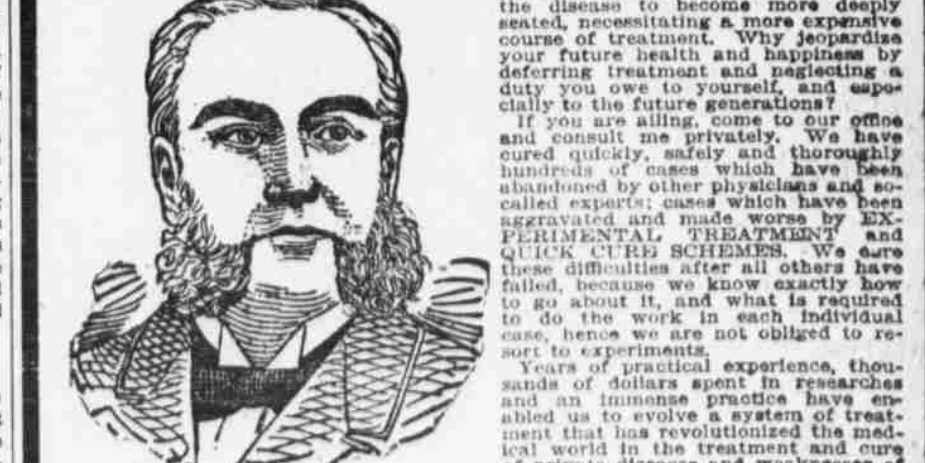 the disease to become more deeply
seated, necessitating a more expensive
course of treatment. Why jeopardize
your future health and happiness by
deferring treatment and neglecting a
duty you owe to yourself, and espe-
cially to the future generations?
If you are ailing, come to our office
and consult me privately. We have
cured quickly, safely and thoroughly
hundreds of cases which have been
abandoned by other physicians and so-
called experts; cases which have been
aggravated and made worse by EX-
PERIMENTAL TREATMENT and
QUICK CURE SCHEMES. We cure
these difficulties after all others have
failed, because we know exactly how
to go about it, and what is required
to do the work in each individual
case, hence we are not obliged to re-
sort to experiments.
Years of practical experience, thou-
sands of dollars spent in researches
and an immense practice have en-
abled us to evolve a system of treat-
ment that has revolutionized the med-
ical world in the treatment and cure
of private diseases and weaknesses of